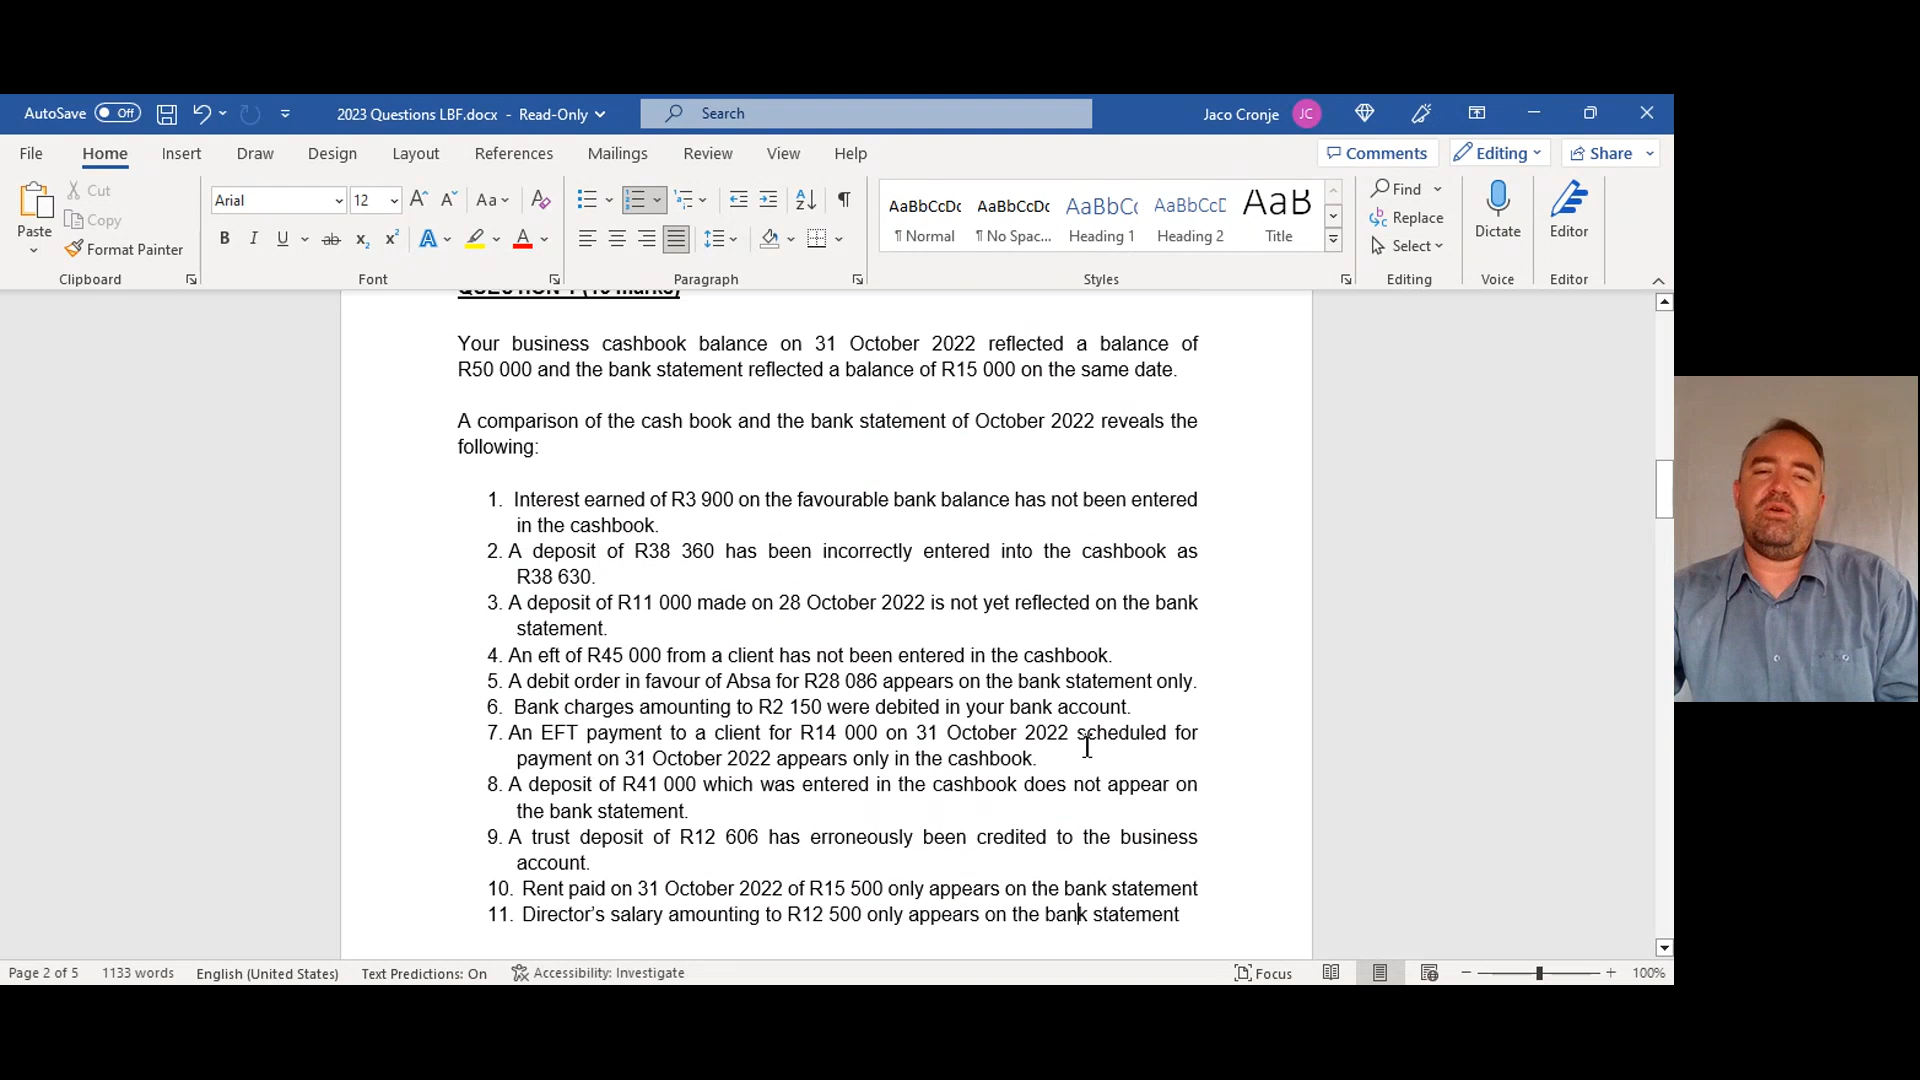 AutoSave Off 2023 Questions LBF.docx - Read-Only Search Jaco Cronje JC
File Home Insert Draw Design Layout References Mailings Review View Help Comments Editing Share
Paste Cut Copy Format Painter
Clipboard
Arial 12 Aa
B I U ab x₂ x² A A
Font
Paragraph
AaBbCcDc AaBbCcDc AaBbCc AaBbCcD AaB
¶ Normal ¶ No Spac... Heading 1 Heading 2 Title
Styles
Find
Replace
Select
Editing
Dictate
Voice
Editor
Editor
Your business cashbook balance on 31 October 2022 reflected a balance of
R50 000 and the bank statement reflected a balance of R15 000 on the same date.
A comparison of the cash book and the bank statement of October 2022 reveals the
following:
1. Interest earned of R3 900 on the favourable bank balance has not been entered
in the cashbook.
2. A deposit of R38 360 has been incorrectly entered into the cashbook as
R38 630.
3. A deposit of R11 000 made on 28 October 2022 is not yet reflected on the bank
statement.
4. An eft of R45 000 from a client has not been entered in the cashbook.
5. A debit order in favour of Absa for R28 086 appears on the bank statement only.
6. Bank charges amounting to R2 150 were debited in your bank account.
7. An EFT payment to a client for R14 000 on 31 October 2022 scheduled for
payment on 31 October 2022 appears only in the cashbook.
8. A deposit of R41 000 which was entered in the cashbook does not appear on
the bank statement.
9. A trust deposit of R12 606 has erroneously been credited to the business
account.
10. Rent paid on 31 October 2022 of R15 500 only appears on the bank statement
11. Director’s salary amounting to R12 500 only appears on the bank statement
Page 2 of 5 1133 words English (United States) Text Predictions: On Accessibility: Investigate Focus 100%